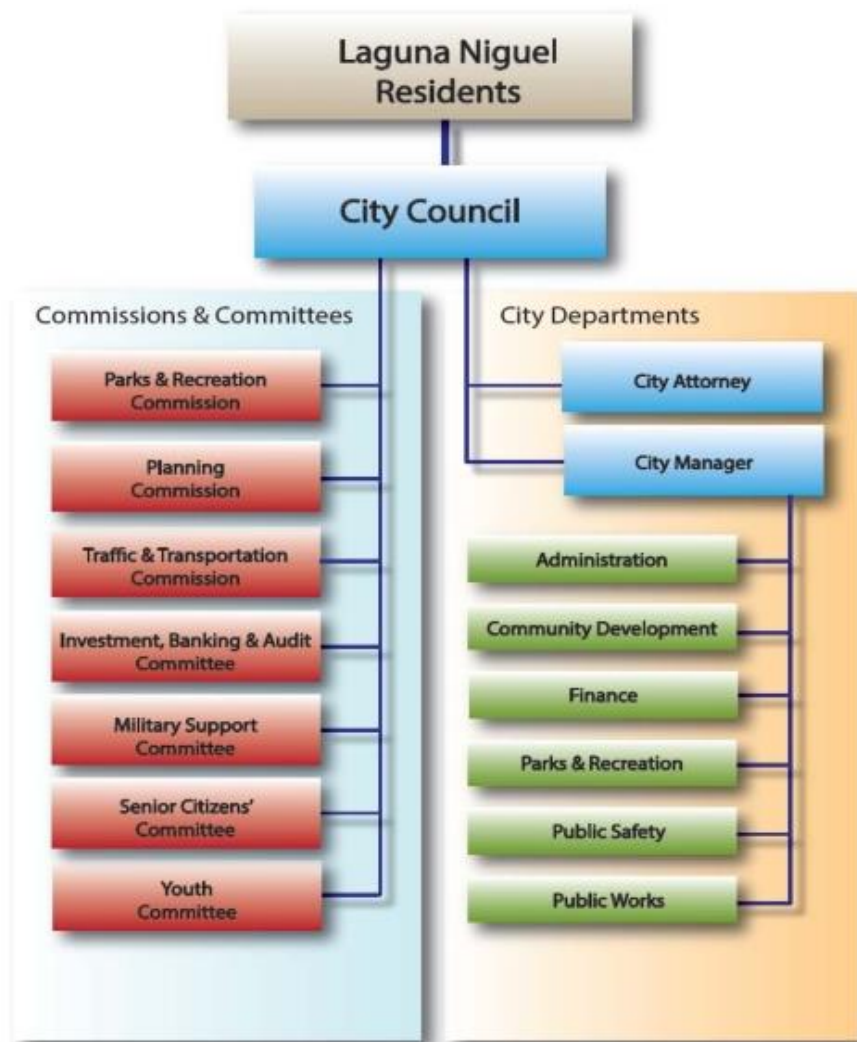 Laguna Niguel
Residents
City Council
Commissions & Committees
Parks & Recreation
Commission
Planning
Commission
Traffic & Transportation
Commission
Investment, Banking & Audit
Committee
Military Support
Committee
Senior Citizens'
Committee
Youth
Committee
City Departments
City Attorney
City Manager
Administration
Community Development
Finance
Parks & Recreation
Public Safety
Public Works